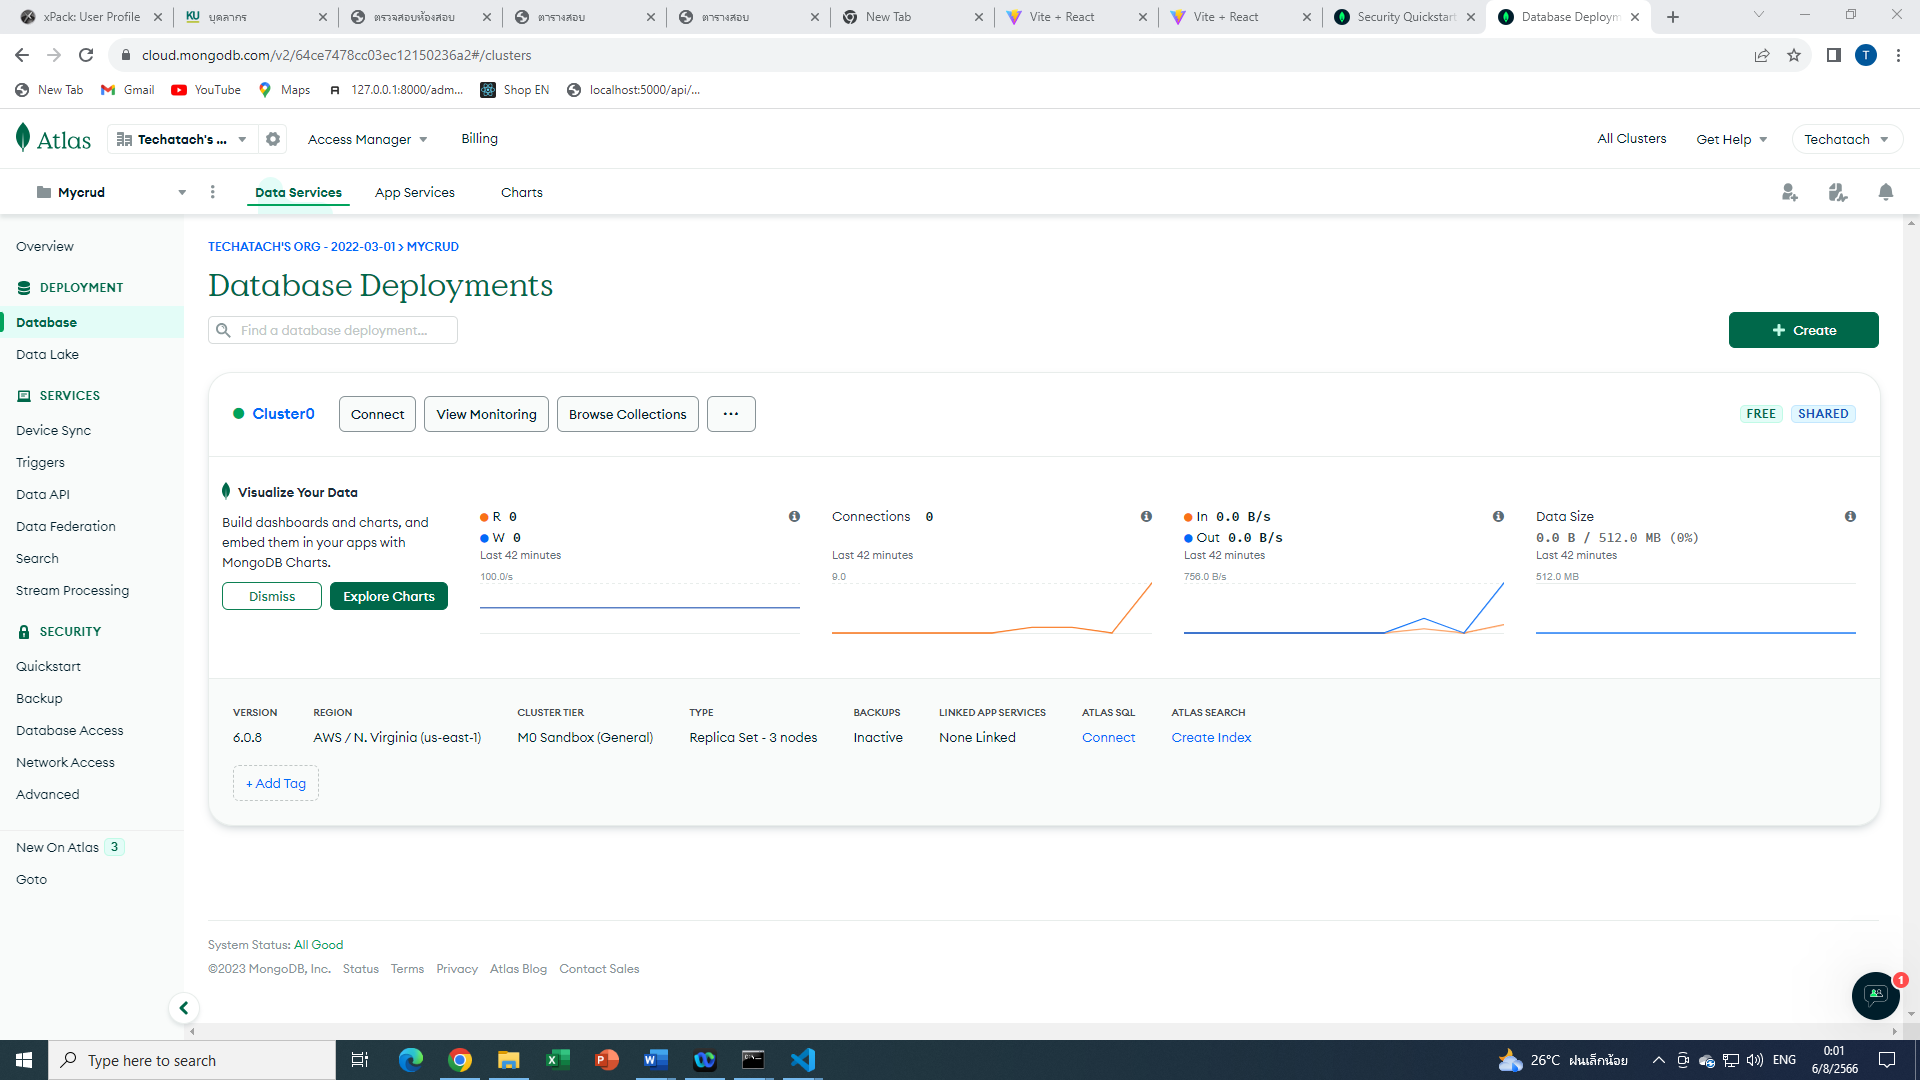 xPack: User Profile
KU บุคลากร
ตรวจสอบห้องสอบ
ตารางสอบ
ตารางสอบ
New Tab
Vite + React
Vite + React
Security Quickstart
Database Deploym
cloud.mongodb.com/v2/64ce7478cc03ec12150236a2#/clusters
T
New Tab
Gmail
YouTube
Maps
127.0.0.1:8000/adm...
Shop EN
localhost:5000/api/...
Atlas
Techatach's ...
Access Manager
Billing
All Clusters
Get Help
Techatach
Mycrud
Data Services
App Services
Charts
Overview
DEPLOYMENT
Database
Data Lake
SERVICES
Device Sync
Triggers
Data API
Data Federation
Search
Stream Processing
SECURITY
Quickstart
Backup
Database Access
Network Access
Advanced
New On Atlas 3
Goto
TECHATACH'S ORG - 2022-03-01 > MYCRUD
Database Deployments
Find a database deployment...
+ Create
Cluster0
Connect
View Monitoring
Browse Collections
...
FREE
SHARED
Visualize Your Data
Build dashboards and charts, and
embed them in your apps with
MongoDB Charts.
Dismiss
Explore Charts
R 0
W 0
Last 42 minutes
100.0/s
Connections 0
Last 42 minutes
9.0
In 0.0 B/s
Out 0.0 B/s
Last 42 minutes
756.0 B/s
Data Size
0.0 B / 512.0 MB (0%)
Last 42 minutes
512.0 MB
VERSION
6.0.8
REGION
AWS / N. Virginia (us-east-1)
CLUSTER TIER
M0 Sandbox (General)
TYPE
Replica Set - 3 nodes
BACKUPS
Inactive
LINKED APP SERVICES
None Linked
ATLAS SQL
Connect
ATLAS SEARCH
Create Index
+ Add Tag
System Status: All Good
©2023 MongoDB, Inc. Status Terms Privacy Atlas Blog Contact Sales
1
Type here to search
26°C ฝนเล็กน้อย
ENG
0:01
6/8/2566